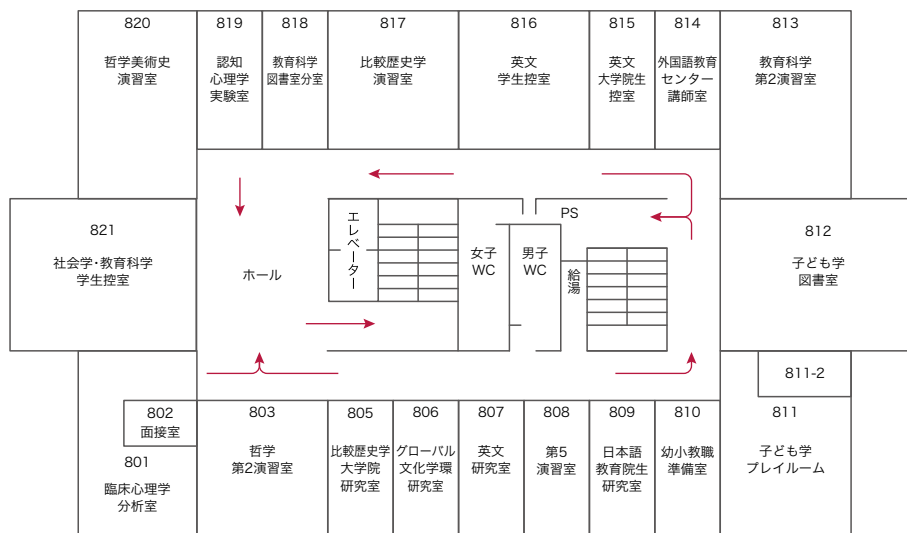 820
哲学美術史
演習室
819
認知
心理学
実験室
818
教育科学
図書室分室
817
比較歴史学
演習室
816
英文
学生控室
815
英文
大学院生
控室
814
外国語教育
センター
講師室
813
教育科学
第2演習室
821
社会学・教育科学
学生控室
ホール
エレベーター
女子
WC
男子
WC
PS
給湯
812
子ども学
図書室
811-2
811
子ども学
プレイルーム
802
面接室
801
臨床心理学
分析室
803
哲学
第2演習室
805
比較歴史学
大学院
研究室
806
グローバル
文化学環
研究室
807
英文
研究室
808
第5
演習室
809
日本語
教育院生
研究室
810
幼小教職
準備室